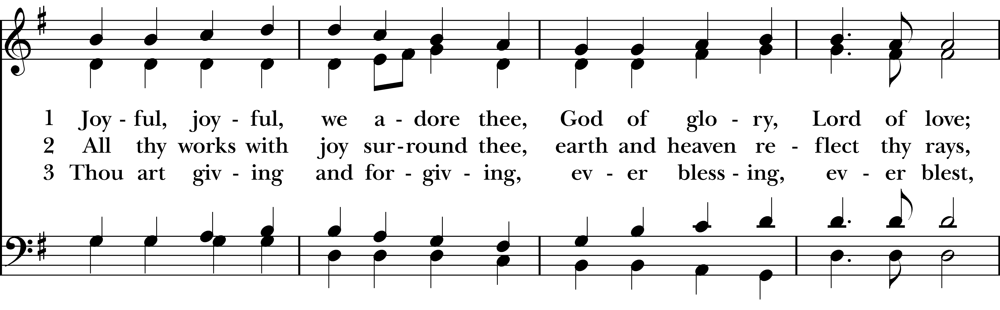 1 Joy - ful, joy - ful, we a - dore thee, God of glo - ry, Lord of love;
2 All thy works with joy sur - round thee, earth and heaven re - flect thy rays,
3 Thou art giv - ing and for - giv - ing, ev - er bless - ing, ev - er blest,